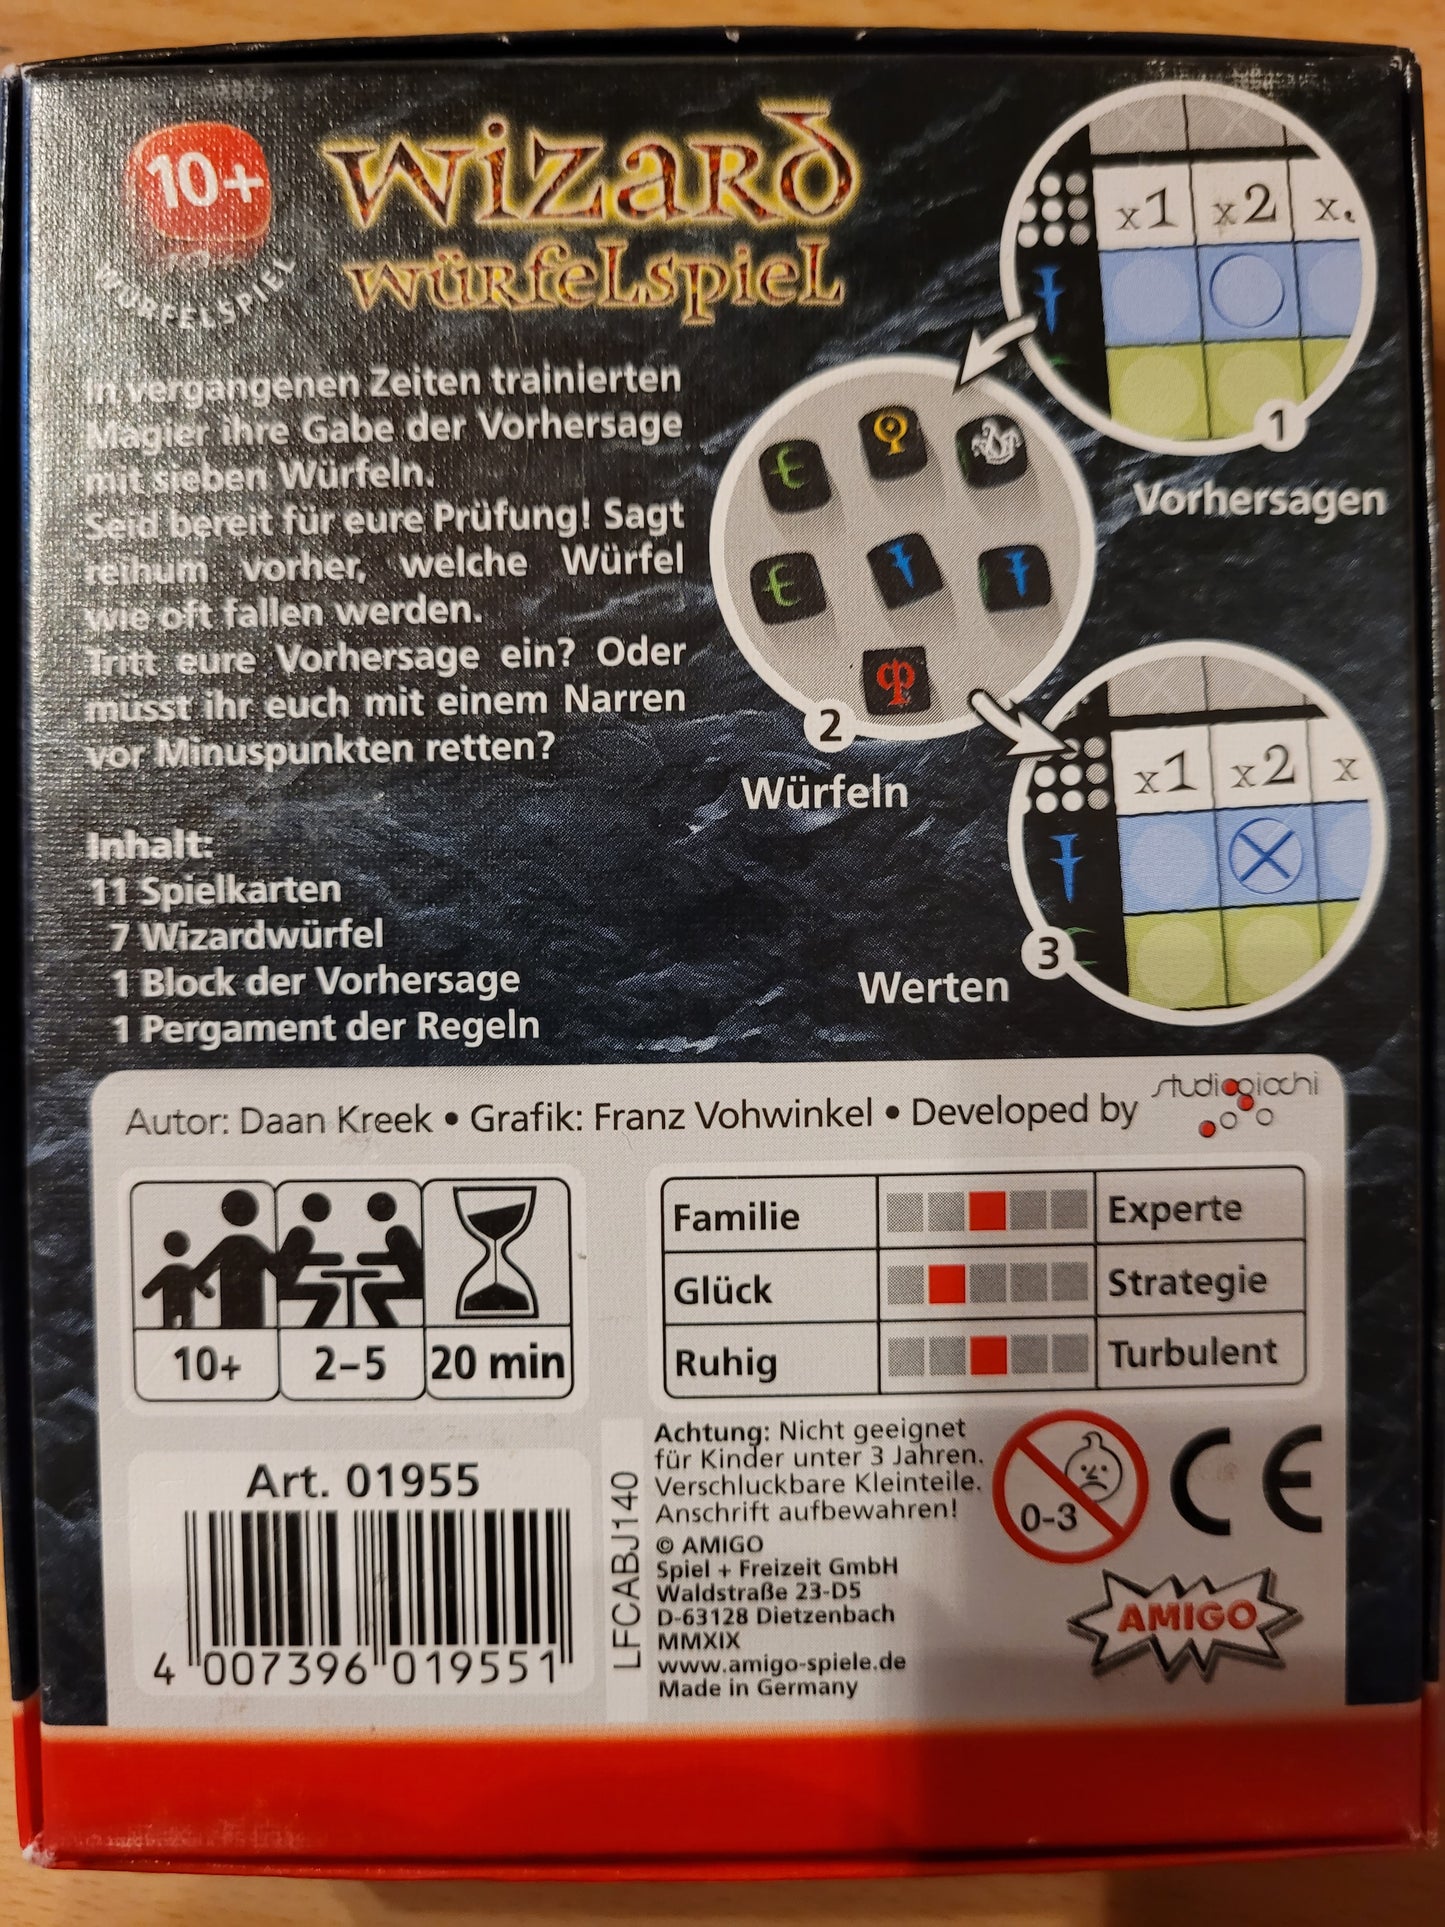 10+
WÜRFELSPIEL
Wizard
Würfelspiel
In vergangenen Zeiten trainierten
Magier ihre Gabe der Vorhersage
mit sieben Würfeln.
Seid bereit für eure Prüfung! Sagt
reihum vorher, welche Würfel
wie oft fallen werden.
Tritt eure Vorhersage ein? Oder
müsst ihr euch mit einem Narren
vor Minuspunkten retten?
Inhalt:
11 Spielkarten
7 Wizardwürfel
1 Block der Vorhersage
1 Pergament der Regeln
x1 x2 x.
1
Vorhersagen
2
Würfeln
x1 x2 x
3
Werten
Autor: Daan Kreek • Grafik: Franz Vohwinkel • Developed by studiogiochi
10+ 2–5 20 min
Familie Experte
Glück Strategie
Ruhig Turbulent
Art. 01955
4 007396 019551
LFCABJ140
Achtung: Nicht geeignet
für Kinder unter 3 Jahren.
Verschluckbare Kleinteile.
Anschrift aufbewahren!
© AMIGO
Spiel + Freizeit GmbH
Waldstraße 23-D5
D-63128 Dietzenbach
MMXIX
www.amigo-spiele.de
Made in Germany
0-3
CE
AMIGO